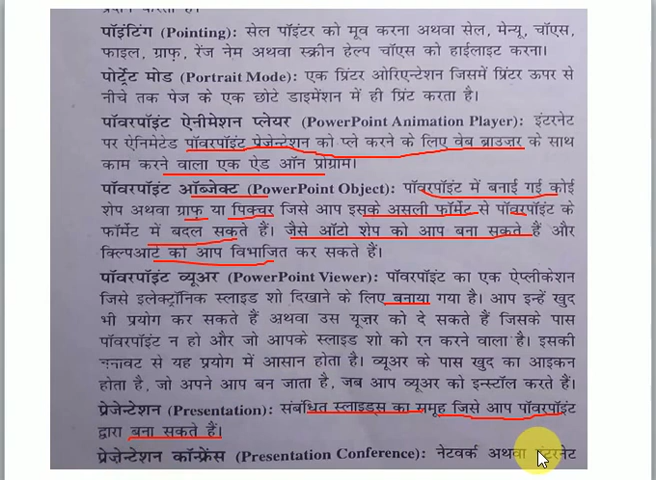 प्रदान करता है।
पॉइंटिंग (Pointing): सेल पॉइंटर को मूव करना अथवा सेल, मेन्यू, चॉएस,
फाइल, ग्राफ़, रेंज नेम अथवा स्क्रीन हेल्प चॉएस को हाईलाइट करना।
पोर्ट्रेट मोड (Portrait Mode): एक प्रिंटर ओरिएन्टेशन जिसमें प्रिंटर ऊपर से
नीचे तक पेज के एक छोटे डाइमेंशन में ही प्रिंट करता है।
पॉवरपॉइंट ऐनीमेशन प्लेयर (PowerPoint Animation Player): इंटरनेट
पर ऐनिमेटेड पॉवरपॉइंट प्रेजेन्टेशन को प्ले करने के लिए वेब ब्राउज़र के साथ
काम करने वाला एक ऐड ऑन प्रोग्राम।
पॉवरपॉइंट ऑब्जेक्ट (PowerPoint Object): पॉवरपॉइंट में बनाई गई कोई
शेप अथवा ग्राफ़ या पिक्चर जिसे आप इसके असली फॉर्मेट से पॉवरपॉइंट के
फॉर्मेट में बदल सकते हैं। जैसे ऑटो शेप को आप बना सकते हैं और
क्लिपआर्ट को आप विभाजित कर सकते हैं।
पॉवरपॉइंट व्यूअर (PowerPoint Viewer): पॉवरपॉइंट का एक ऐप्लीकेशन
जिसे इलेक्ट्रॉनिक स्लाइड शो दिखाने के लिए बनाया गया है। आप इन्हें खुद
भी प्रयोग कर सकते हैं अथवा उस यूज़र को दे सकते हैं जिसके पास
पॉवरपॉइंट न हो और जो आपके स्लाइड शो को रन करने वाला है। इसकी
बनावट से यह प्रयोग में आसान होता है। व्यूअर के पास खुद का आइकन
होता है, जो अपने आप बन जाता है, जब आप व्यूअर को इन्स्टॉल करते हैं।
प्रेजेन्टेशन (Presentation): संबंधित स्लाइड्स का समूह जिसे आप पॉवरपॉइंट
द्वारा बना सकते हैं।
प्रेज़ेन्टेशन कॉन्फ्रेंस (Presentation Conference): नेटवर्क अथवा इंटरनेट